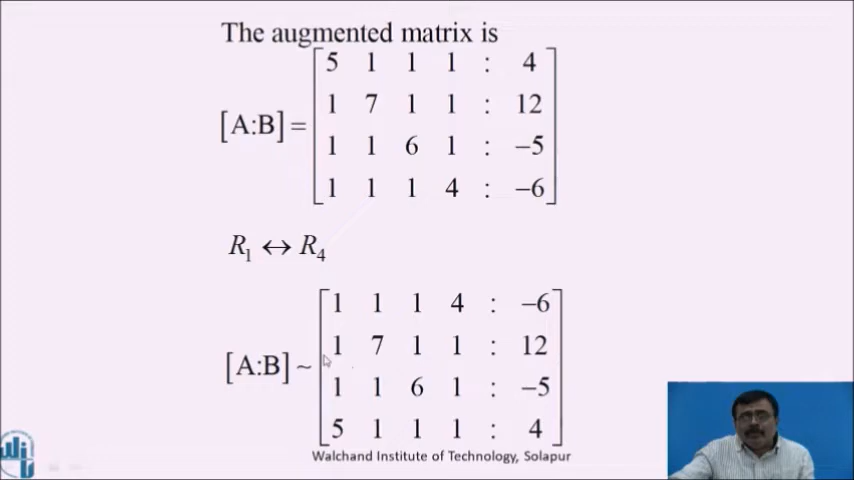 The augmented matrix is
[A:B] = [5 1 1 1 : 4
1 7 1 1 : 12
1 1 6 1 : −5
1 1 1 4 : −6]
R₁ ↔ R₄
[A:B] ~ [1 1 1 4 : −6
1 7 1 1 : 12
1 1 6 1 : −5
5 1 1 1 : 4]
Walchand Institute of Technology, Solapur